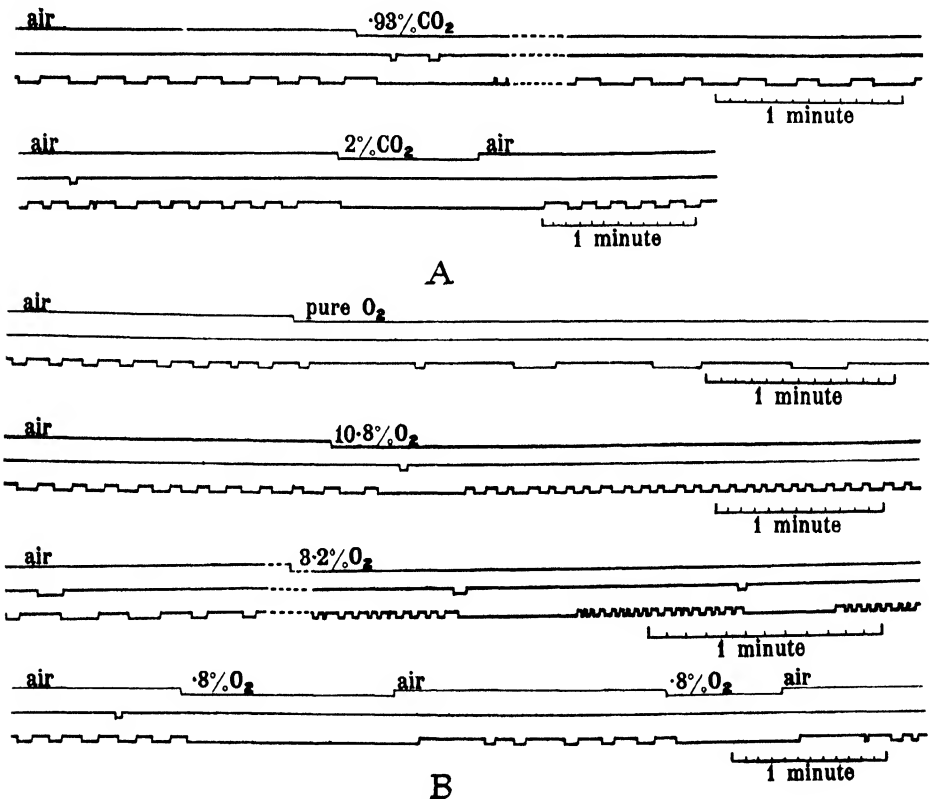 air ·93%CO₂
1 minute
air 2%CO₂ air
1 minute
A
air pure O₂
1 minute
air 10·8%O₂
1 minute
air 3·2%O₂
1 minute
air ·8%O₂ air ·8%O₂ air
1 minute
B